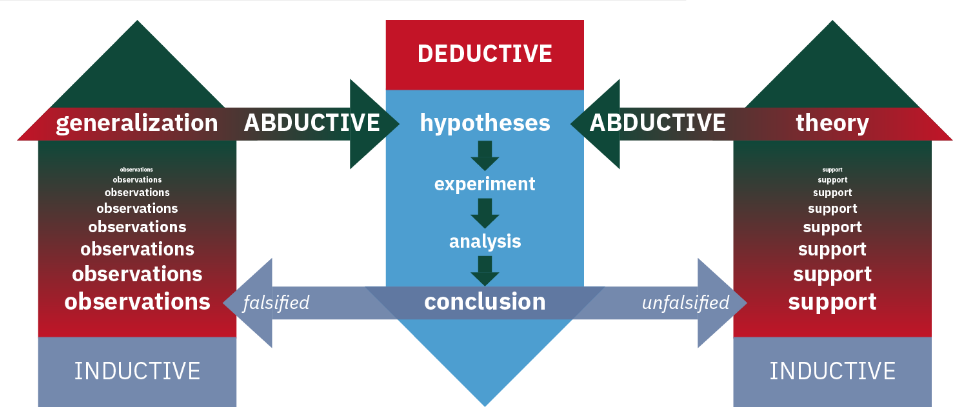 DEDUCTIVE
generalization
ABDUCTIVE
hypotheses
ABDUCTIVE
theory
observations
observations
observations
observations
observations
observations
observations
observations
experiment
analysis
support
support
support
support
support
support
support
support
falsified
conclusion
unfalsified
INDUCTIVE
INDUCTIVE